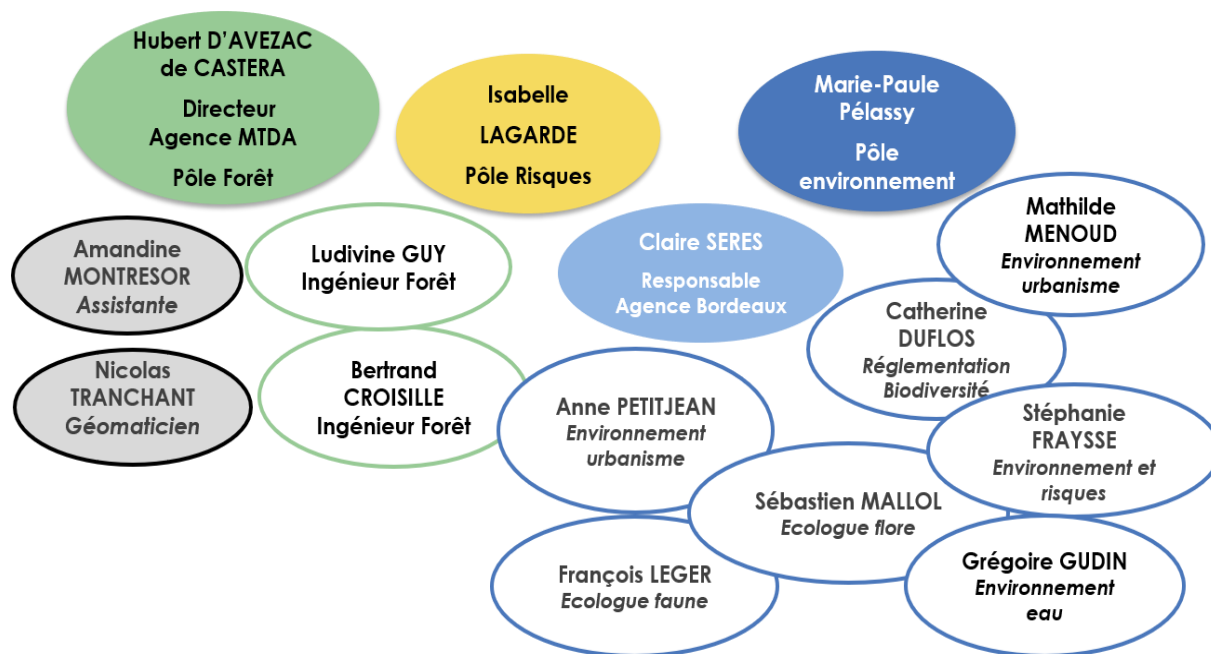 Hubert D'AVEZAC
de CASTERA
Directeur
Agence MTDA
Pôle Forêt
Isabelle
LAGARDE
Pôle Risques
Marie-Paule
Pélassy
Pôle
environnement
Amandine
MONTRESOR
Assistante
Ludivine GUY
Ingénieur Forêt
Claire SERES
Responsable
Agence Bordeaux
Mathilde
MENOUD
Environnement
urbanisme
Catherine
DUFLOS
Réglementation
Biodiversité
Nicolas
TRANCHANT
Géomaticien
Bertrand
CROISILLE
Ingénieur Forêt
Anne PETITJEAN
Environnement
urbanisme
Stéphanie
FRAYSSE
Environnement et
risques
Sébastien MALLOL
Ecologue flore
François LEGER
Ecologue faune
Grégoire GUDIN
Environnement
eau